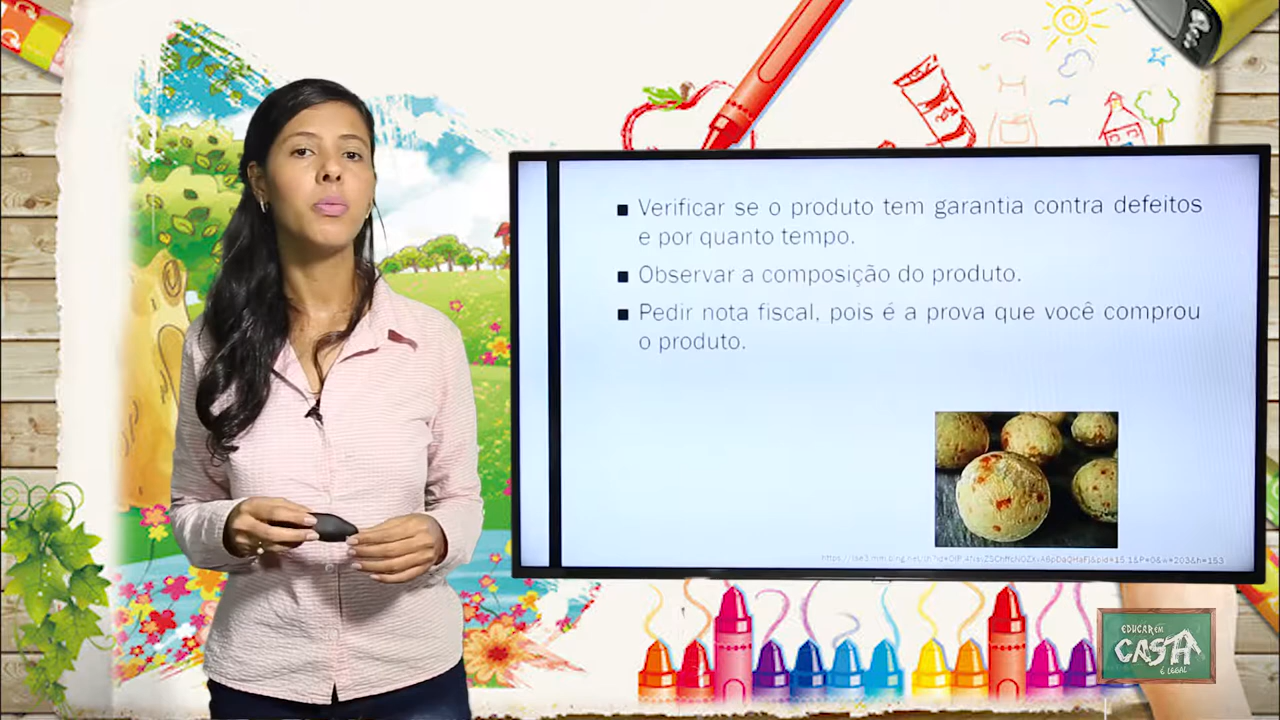 ■ Verificar se o produto tem garantia contra defeitos
e por quanto tempo.
■ Observar a composição do produto.
■ Pedir nota fiscal, pois é a prova que você comprou
o produto.
EDUCAR EM
CASA
É LEGAL